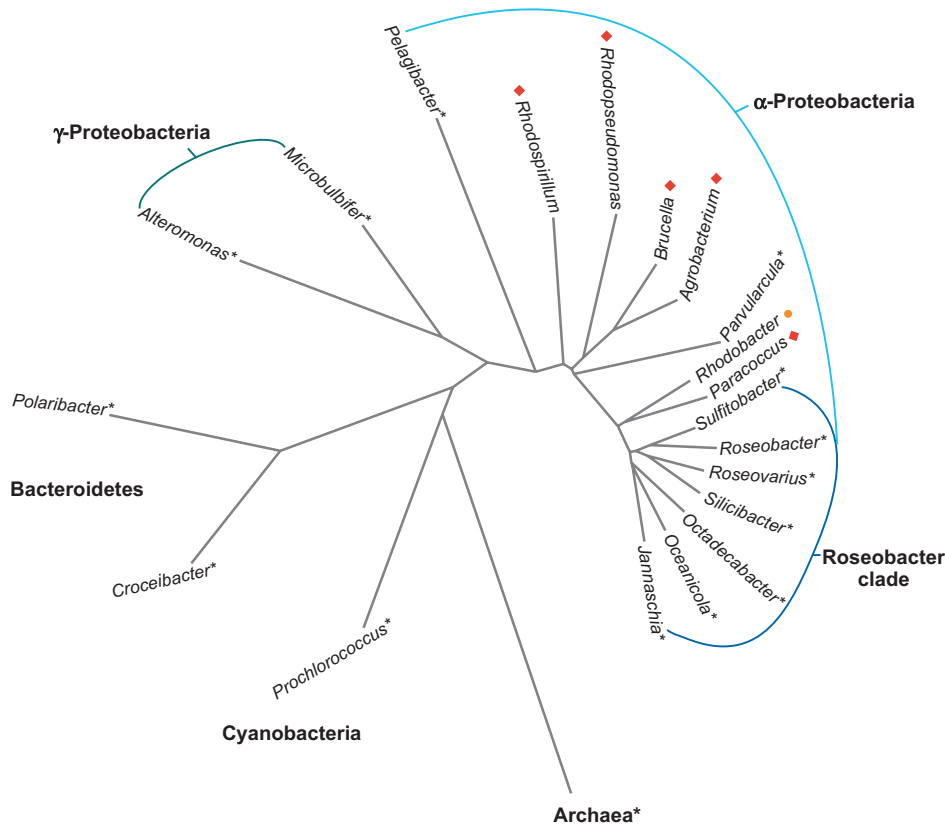 Pelagibacter*
Rhodospirillum
Rhodopseudomonas
α-Proteobacteria
γ-Proteobacteria
Microbulbifer*
Alteromonas*
Brucella
Agrobacterium
Parvularcula*
Rhodobacter
Paracoccus
Sulfitobacter*
Roseobacter*
Roseovarius*
Silicibacter*
Octadecabacter*
Oceanicola*
Jannaschia*
Roseobacter
clade
Polaribacter*
Bacteroidetes
Croceibacter*
Prochlorococcus*
Cyanobacteria
Archaea*